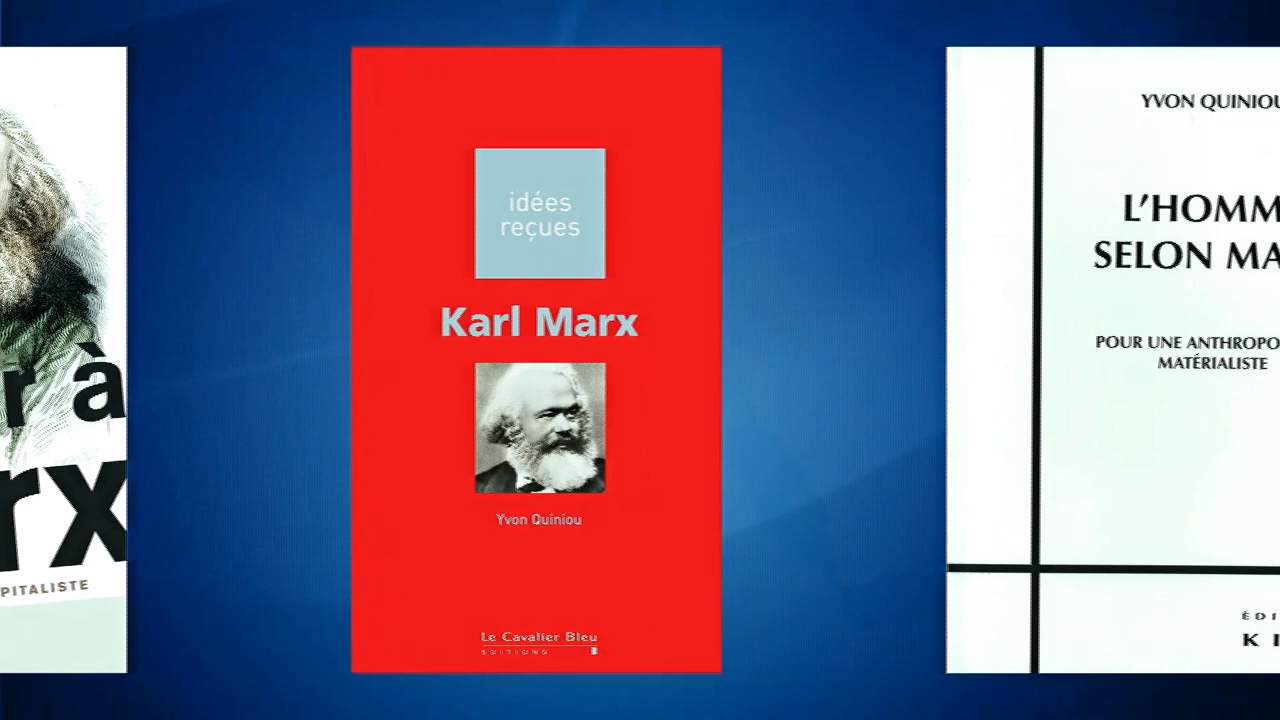 r à
rx
PITALISTE
idées
reçues
Karl Marx
Yvon Quiniou
Le Cavalier Bleu
EDITIONS
YVON QUINIOU
L'HOMM
SELON MA
POUR UNE ANTHROPO
MATÉRIALISTE
ÉDI
K I